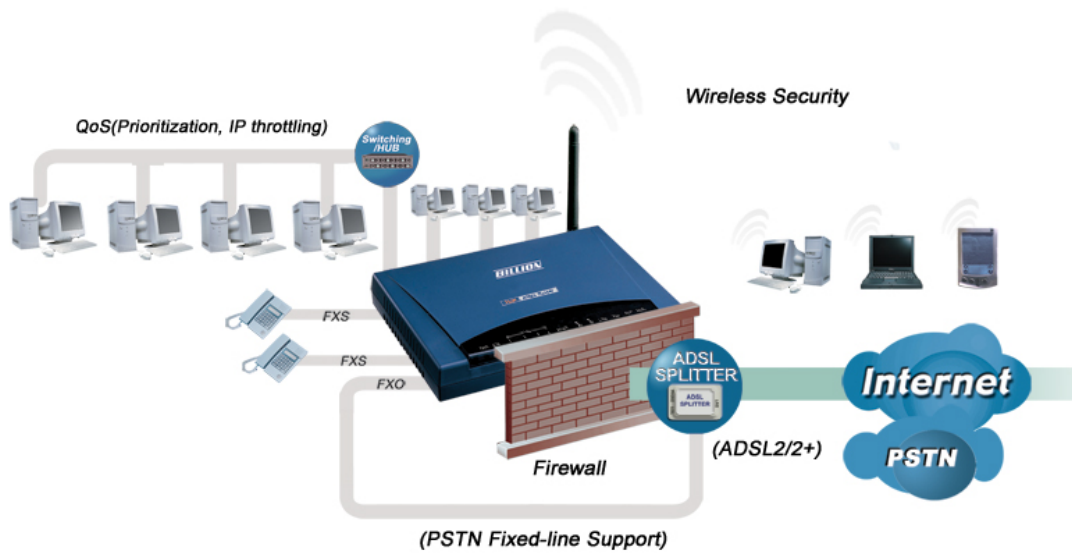 Wireless Security
QoS(Prioritization, IP throttling)
Switching
/HUB
BILLION
FXS
FXS
FXO
ADSL
SPLITTER
ADSL
SPLITTER
Internet
(ADSL2/2+)
PSTN
Firewall
(PSTN Fixed-line Support)